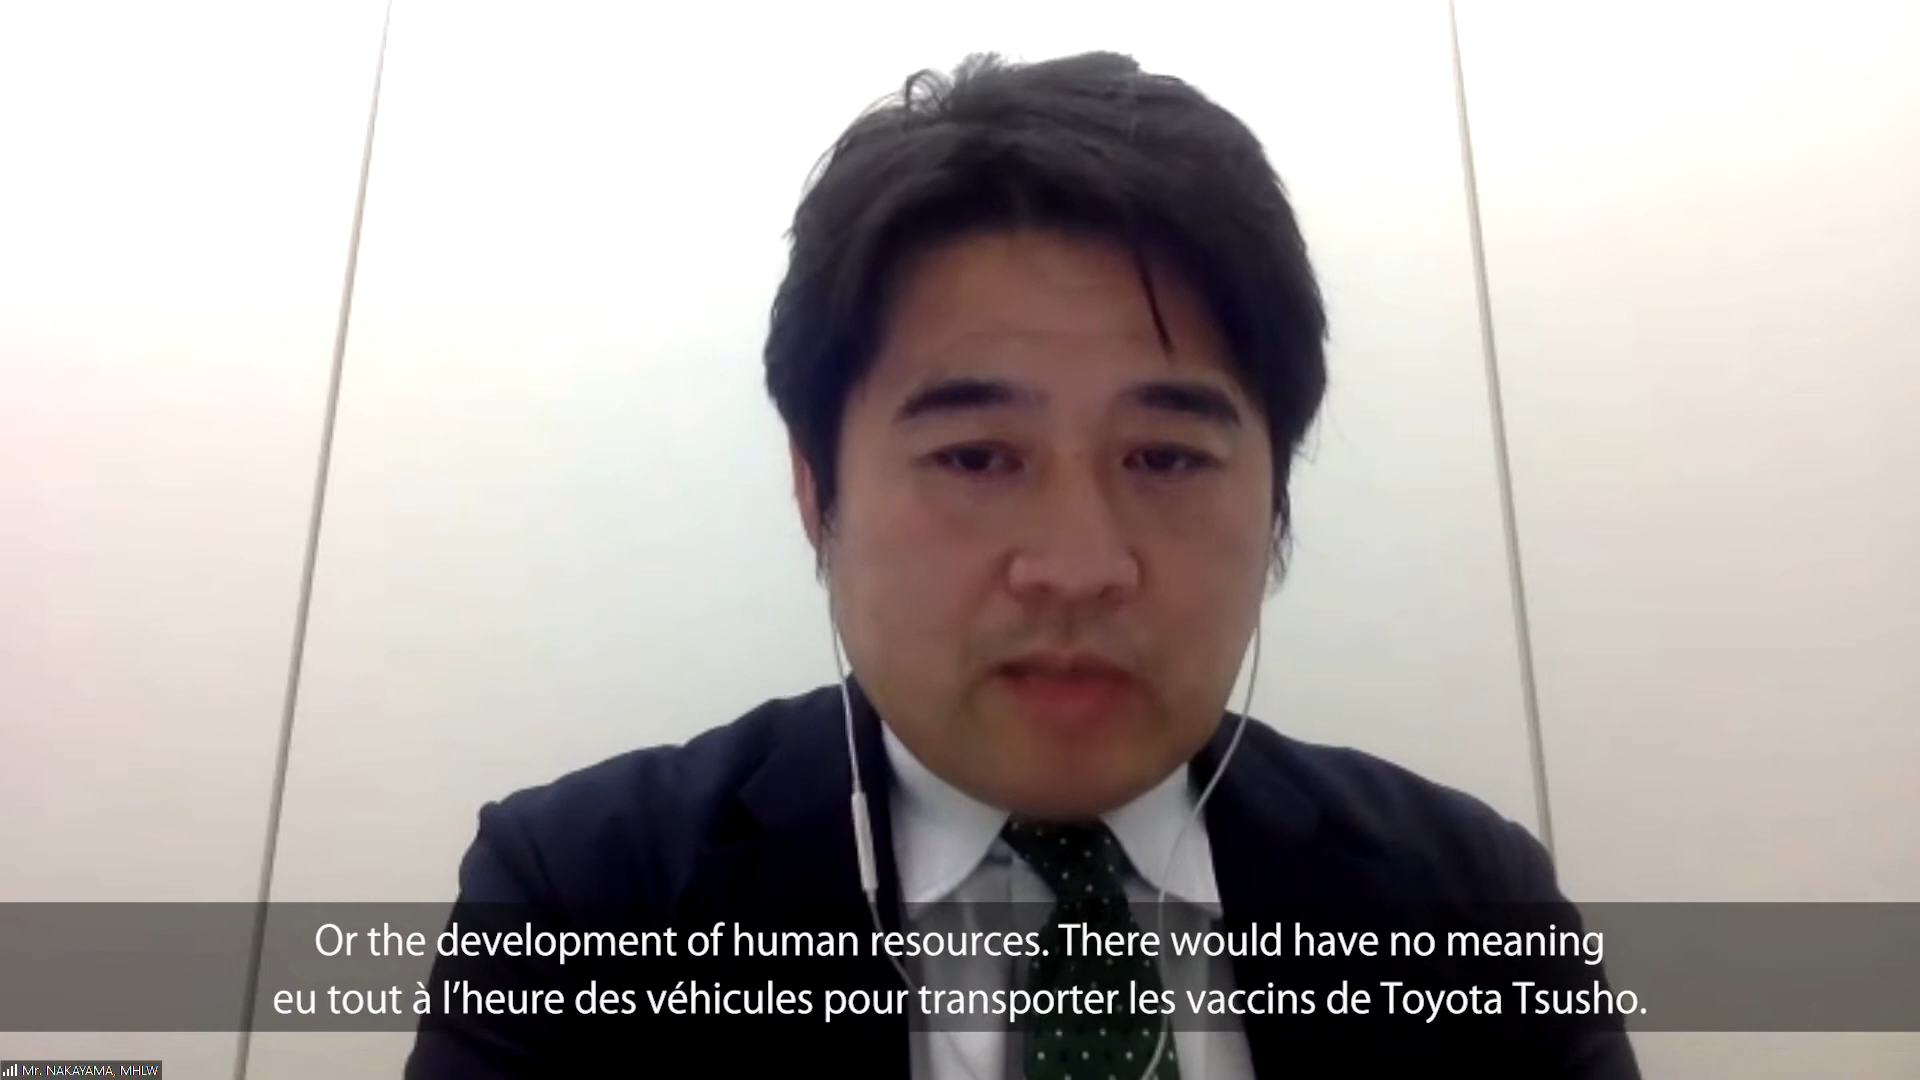 Or the development of human resources. There would have no meaning
eu tout à l’heure des véhicules pour transporter les vaccins de Toyota Tsusho.
Mr. NAKAYAMA, MHLW